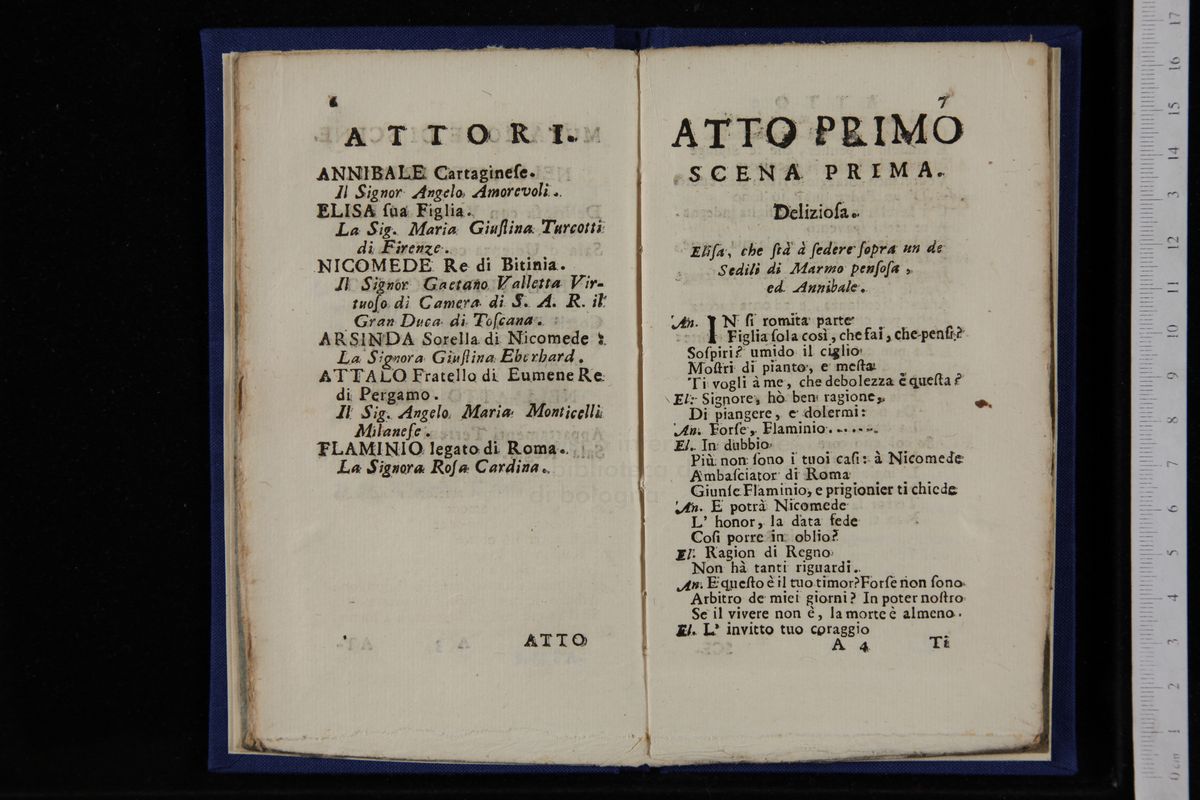 6
ATTORI.
ANNIBALE Cartagineſe.
Il Signor Angelo Amorevoli.
ELISA ſua Figlia.
La Sig. Maria Giuſtina Turcotti
di Firenze.
NICOMEDE Re di Bitinia.
Il Signor Gaetano Valletta Vir-
tuoſo di Camera di S. A. R. il
Gran Duca di Toſcana.
ARSINDA Sorella di Nicomede.
La Signora Giuſtina Eberhard.
ATTALO Fratello di Eumene Re
di Pergamo.
Il Sig. Angelo Maria Monticelli
Milaneſe.
FLAMINIO legato di Roma.
La Signora Roſa Cardina.
ATTO
7
ATTO PRIMO
SCENA PRIMA.
Delizioſa.
Eliſa, che ſtà à ſedere ſopra un de
Sedili di Marmo penſoſa,
ed Annibale.
An. IN ſi romita parte
Figlia ſola così, che fai, che penſi?
Soſpiri? umido il ciglio
Moſtri di pianto, e meſta
Ti vogli à me, che debolezza è queſta?
El. Signore, hò ben ragione,
Di piangere, e dolermi:
An. Forſe, Flaminio......
El. In dubbio
Più non ſono i tuoi caſi: à Nicomede
Ambaſciator di Roma
Giunſe Flaminio, e prigionier ti chiede
An. E potrà Nicomede
L' honor, la data fede
Coſi porre in oblio?
El. Ragion di Regno
Non hà tanti riguardi.
An. E queſto è il tuo timor? Forſe non ſono
Arbitro de miei giorni? In poter noſtro
Se il vivere non è, la morte è almeno.
El. L' invitto tuo coraggio
A 4 Ti